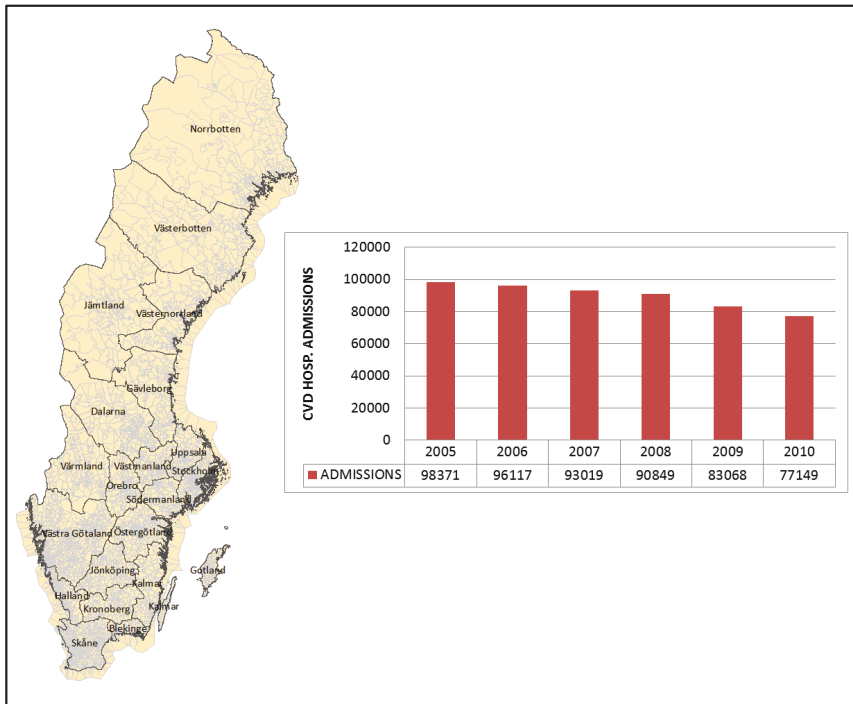 Norrbotten
Västerbotten
Jämtland
Västernorrland
Gävleborg
Dalarna
Uppsala
Värmland
Västmanland
Stockholm
Örebro
Södermanland
Västra Götaland
Östergötland
Jönköping
Gotland
Kalmar
Halland
Kronoberg
Kalmar
Blekinge
Skåne
CVD HOSP. ADMISSIONS
120000
100000
80000
60000
40000
20000
0
2005 2006 2007 2008 2009 2010
ADMISSIONS 98371 96117 93019 90849 83068 77149